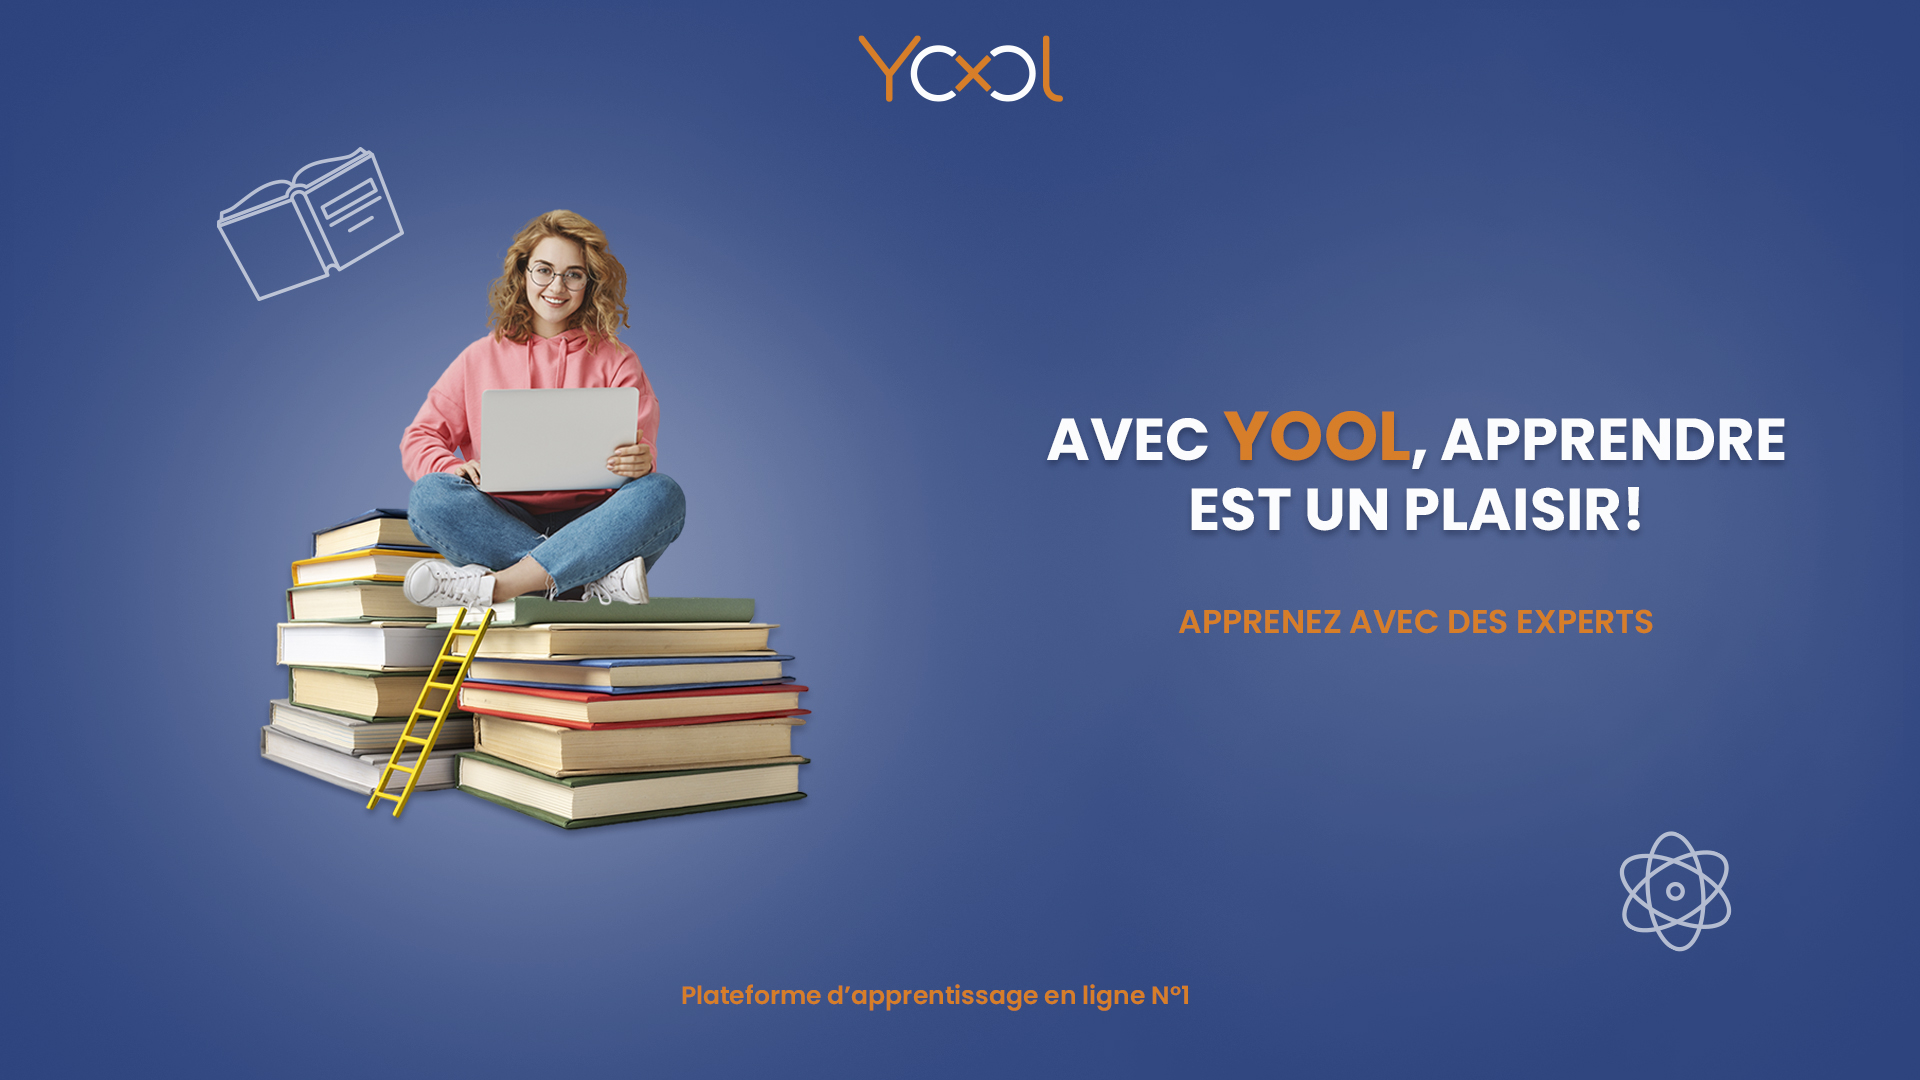 Yool
AVEC YOOL, APPRENDRE
EST UN PLAISIR!
APPRENEZ AVEC DES EXPERTS
Plateforme d’apprentissage en ligne N°1